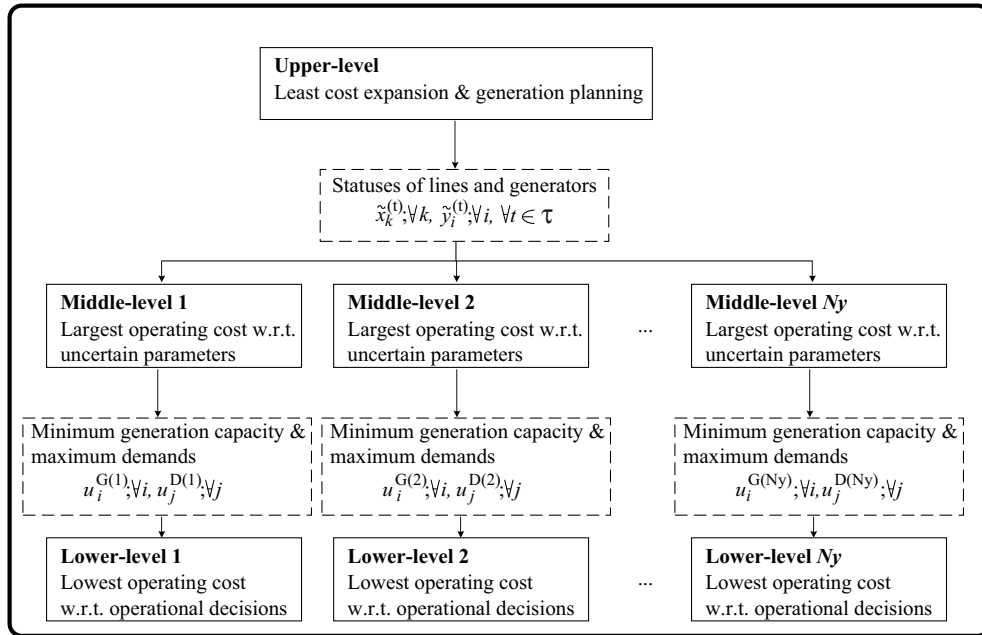 Upper-level
Least cost expansion & generation planning
Statuses of lines and generators
x̃_k^(t);∀k, ỹ_i^(t);∀i, ∀t ∈ τ
Middle-level 1
Largest operating cost w.r.t.
uncertain parameters
Middle-level 2
Largest operating cost w.r.t.
uncertain parameters
...
Middle-level Ny
Largest operating cost w.r.t.
uncertain parameters
Minimum generation capacity &
maximum demands
u_i^G(1);∀i, u_j^D(1);∀j
Minimum generation capacity &
maximum demands
u_i^G(2);∀i, u_j^D(2);∀j
Minimum generation capacity &
maximum demands
u_i^G(Ny);∀i,u_j^D(Ny);∀j
Lower-level 1
Lowest operating cost
w.r.t. operational decisions
Lower-level 2
Lowest operating cost
w.r.t. operational decisions
...
Lower-level Ny
Lowest operating cost
w.r.t. operational decisions